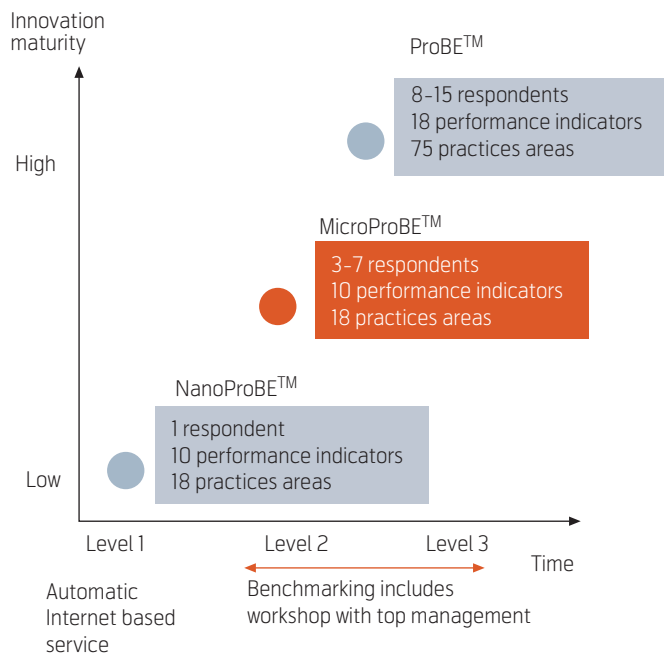 Innovation
maturity
ProBE™
8-15 respondents
18 performance indicators
75 practices areas
High
MicroProBE™
3-7 respondents
10 performance indicators
18 practices areas
NanoProBE™
1 respondent
10 performance indicators
18 practices areas
Low
Level 1
Level 2
Level 3
Time
Automatic
Internet based
service
Benchmarking includes
workshop with top management